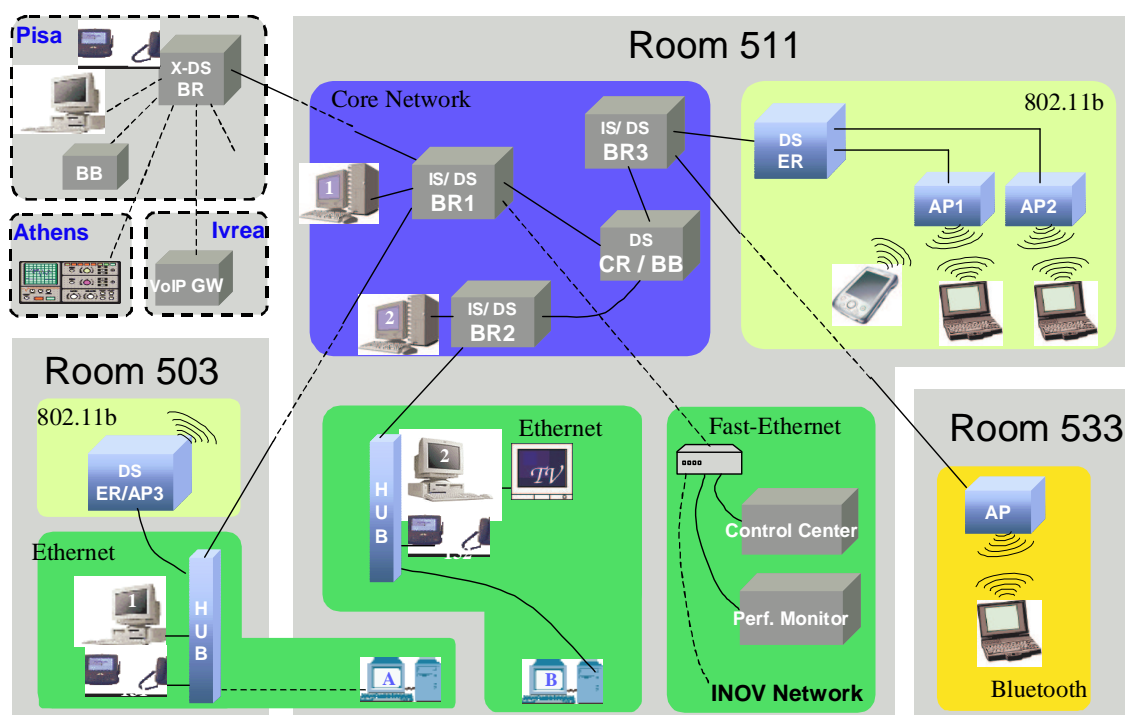 Pisa
X-DS
BR
BB
Athens
Ivrea
VoIP GW
Room 511
Core Network
IS/ DS
BR3
IS/ DS
BR1
1
DS
CR / BB
2
IS/ DS
BR2
802.11b
DS
ER
AP1
AP2
Room 503
802.11b
DS
ER/AP3
Ethernet
1
H
U
B
A
Ethernet
H
U
B
2
TV
B
Fast-Ethernet
Control Center
Perf. Monitor
INOV Network
Room 533
AP
Bluetooth